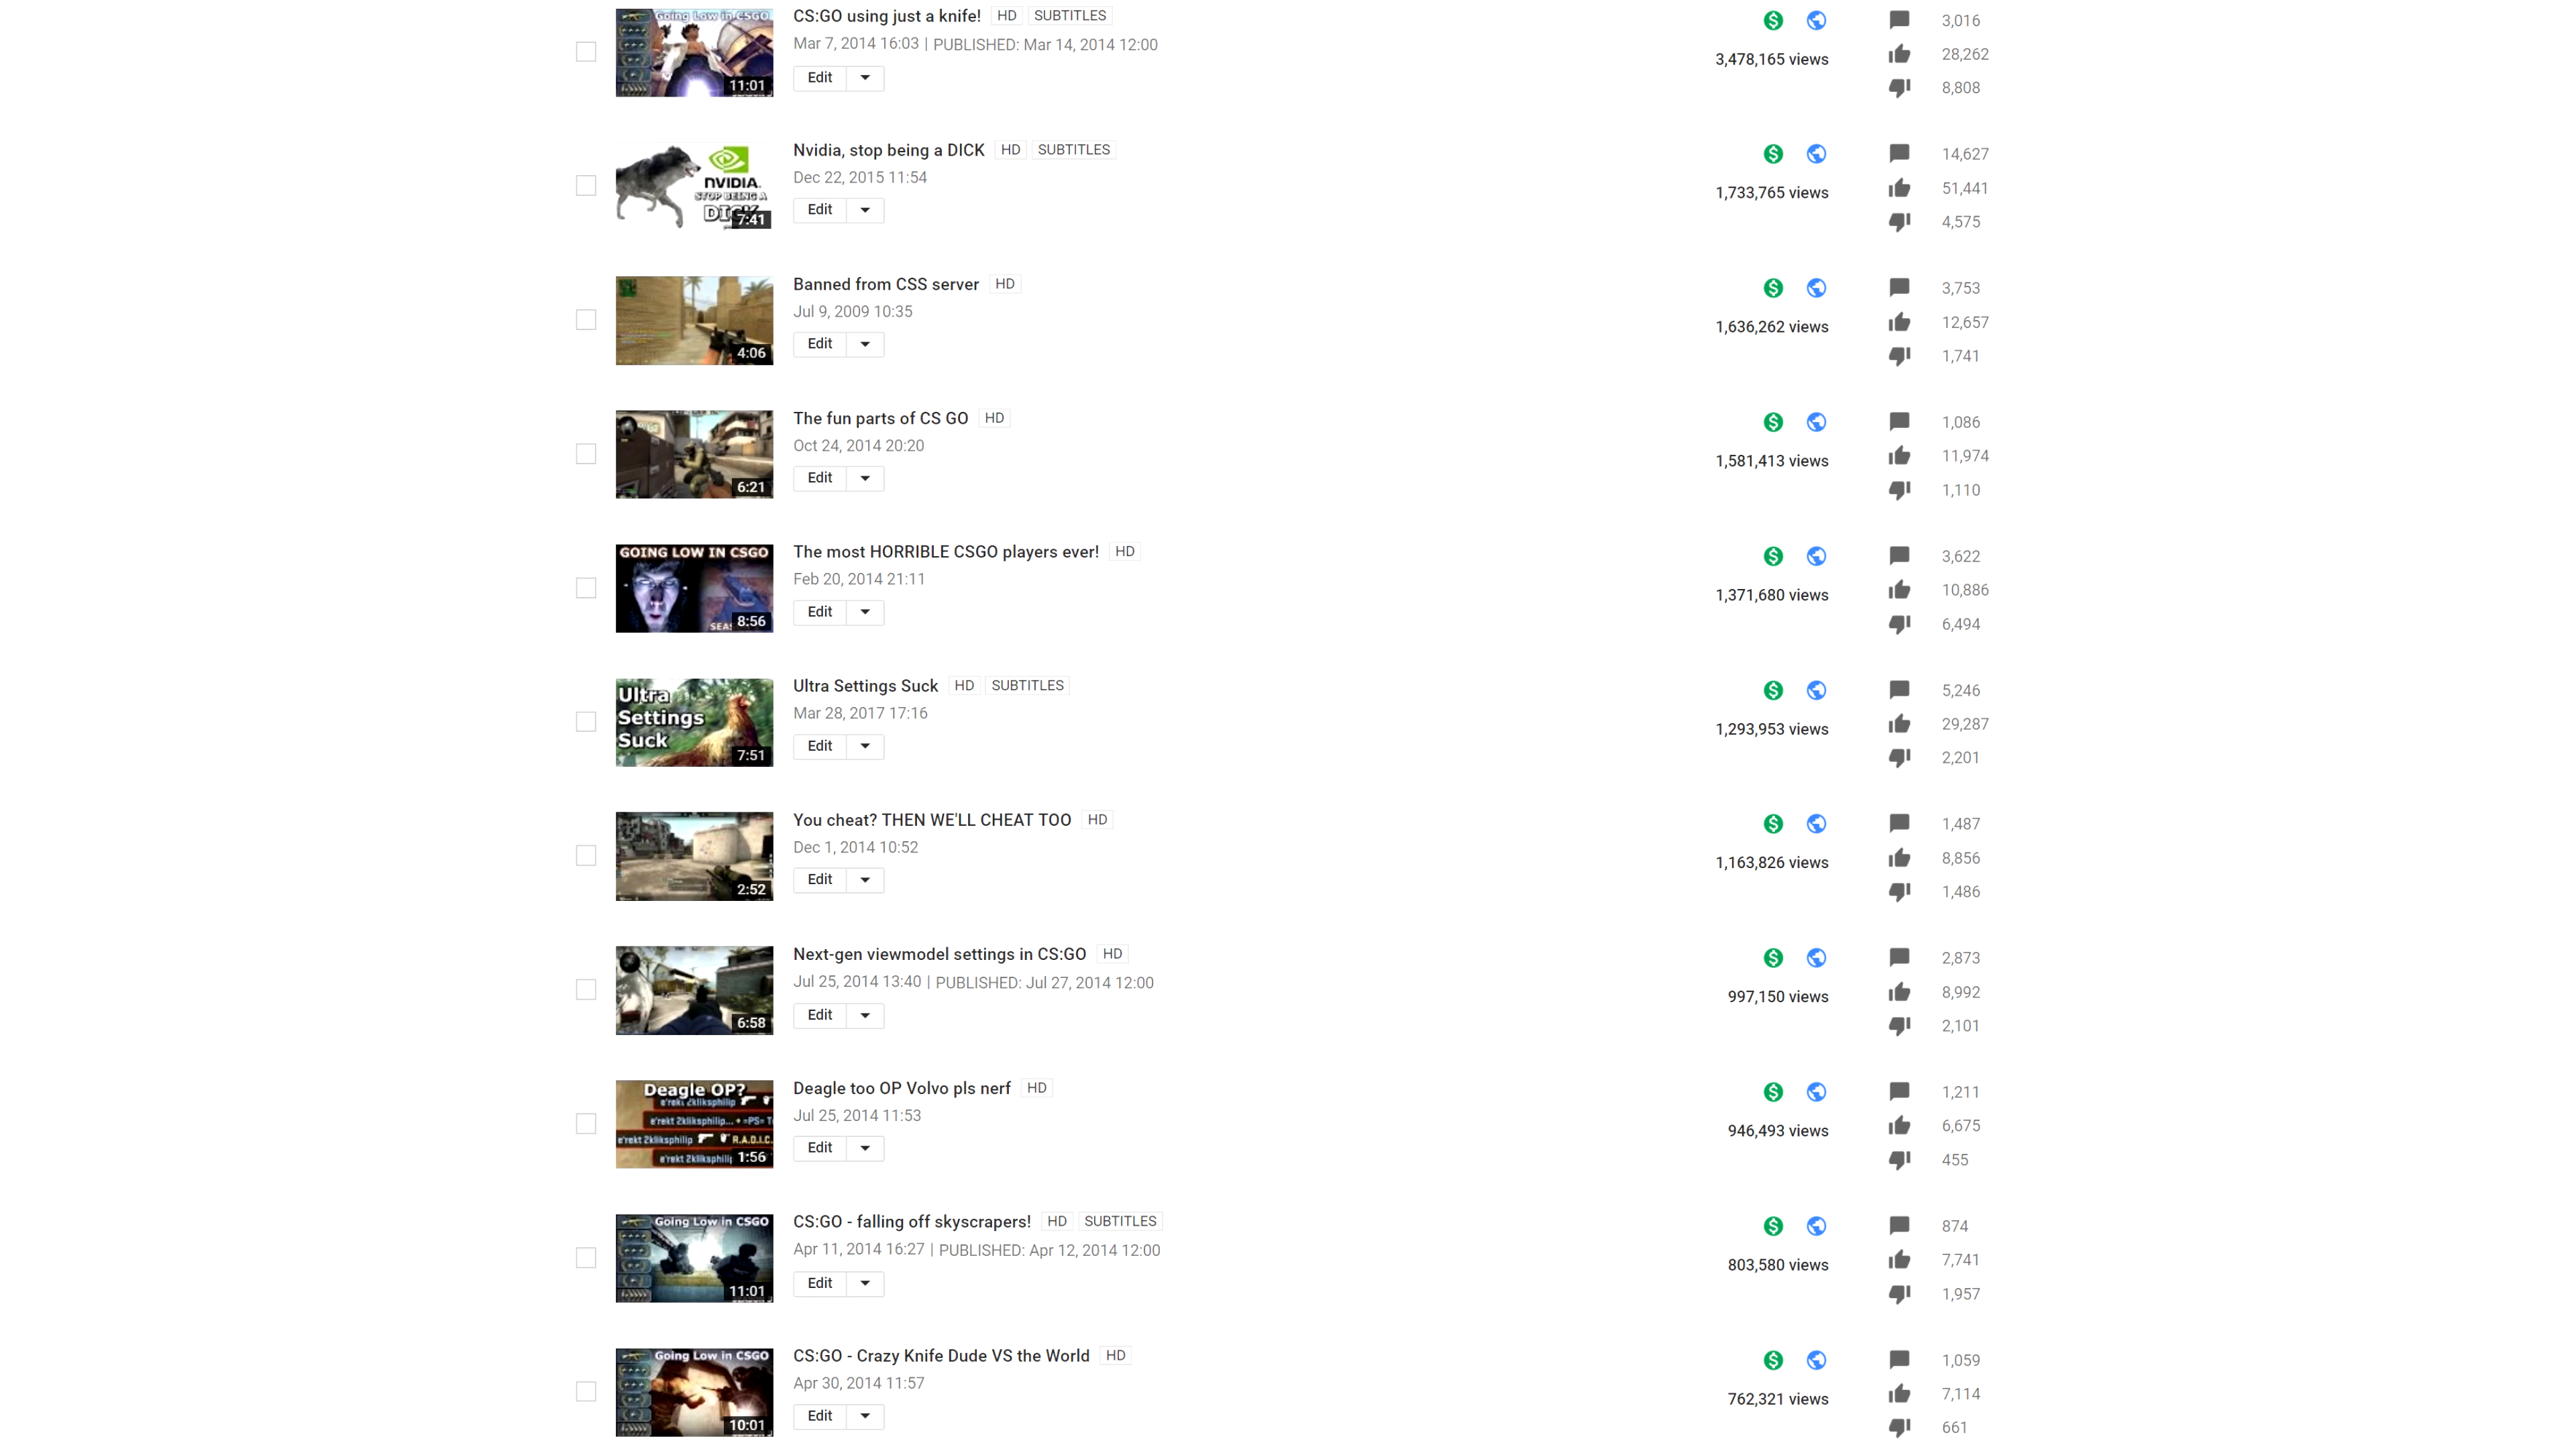 Going Low in CSGO
11:01
CS:GO using just a knife! HD SUBTITLES
Mar 7, 2014 16:03 | PUBLISHED: Mar 14, 2014 12:00
Edit
3,478,165 views
3,016
28,262
8,808
NVIDIA.
STOP BEING A
DICK
7:41
Nvidia, stop being a DICK HD SUBTITLES
Dec 22, 2015 11:54
Edit
1,733,765 views
14,627
51,441
4,575
4:06
Banned from CSS server HD
Jul 9, 2009 10:35
Edit
1,636,262 views
3,753
12,657
1,741
6:21
The fun parts of CS GO HD
Oct 24, 2014 20:20
Edit
1,581,413 views
1,086
11,974
1,110
GOING LOW IN CSGO
8:56
The most HORRIBLE CSGO players ever! HD
Feb 20, 2014 21:11
Edit
1,371,680 views
3,622
10,886
6,494
Ultra
Settings
Suck
7:51
Ultra Settings Suck HD SUBTITLES
Mar 28, 2017 17:16
Edit
1,293,953 views
5,246
29,287
2,201
2:52
You cheat? THEN WE'LL CHEAT TOO HD
Dec 1, 2014 10:52
Edit
1,163,826 views
1,487
8,856
1,486
6:58
Next-gen viewmodel settings in CS:GO HD
Jul 25, 2014 13:40 | PUBLISHED: Jul 27, 2014 12:00
Edit
997,150 views
2,873
8,992
2,101
Deagle OP?
e'rekt 2kliksphilip
e'rekt 2kliksphilip... + =PS= T
e'rekt 2kliksphilip R.A.D.I.C.
e'rekt 2kliksphili
1:56
Deagle too OP Volvo pls nerf HD
Jul 25, 2014 11:53
Edit
946,493 views
1,211
6,675
455
Going Low in CSGO
11:01
CS:GO - falling off skyscrapers! HD SUBTITLES
Apr 11, 2014 16:27 | PUBLISHED: Apr 12, 2014 12:00
Edit
803,580 views
874
7,741
1,957
Going Low in CSGO
10:01
CS:GO - Crazy Knife Dude VS the World HD
Apr 30, 2014 11:57
Edit
762,321 views
1,059
7,114
661